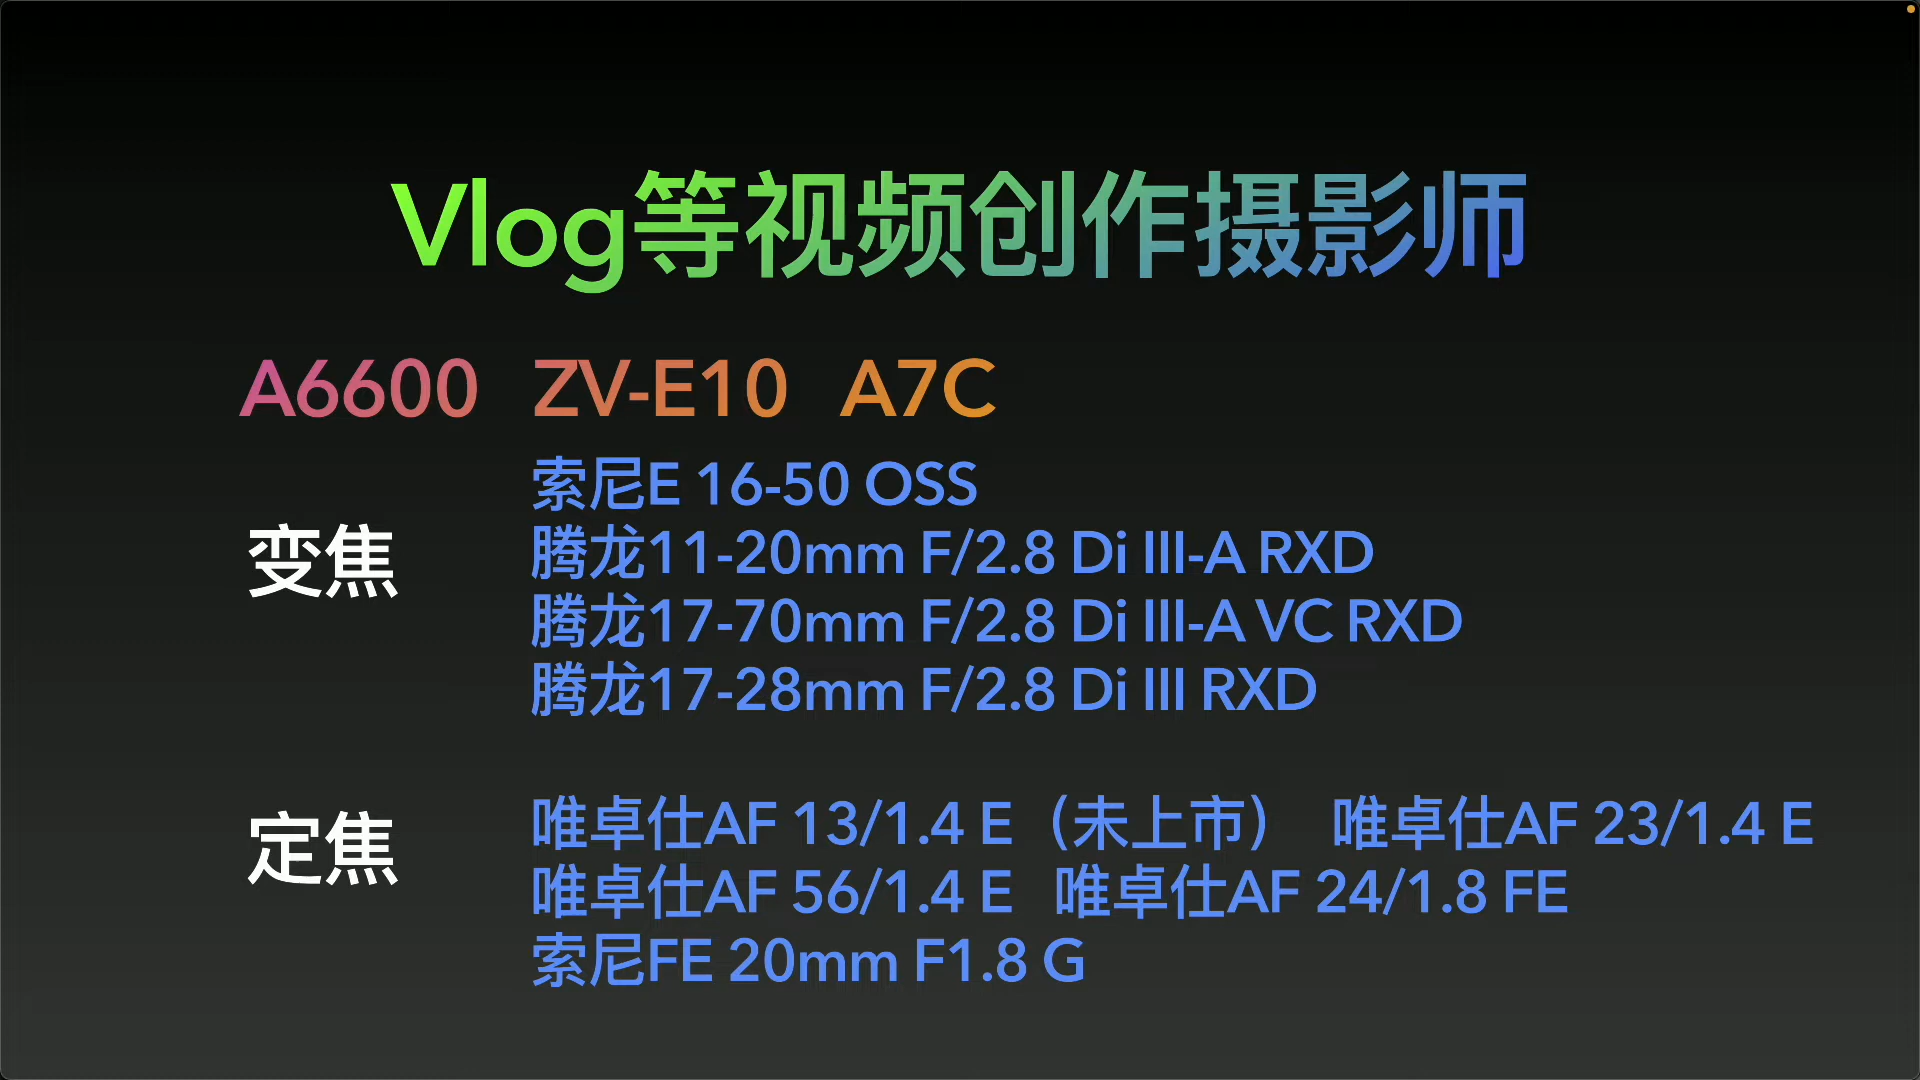 Vlog等视频创作摄影师
A6600 ZV-E10 A7C
变焦
索尼E 16-50 OSS
腾龙11-20mm F/2.8 Di III-A RXD
腾龙17-70mm F/2.8 Di III-A VC RXD
腾龙17-28mm F/2.8 Di III RXD
定焦
唯卓仕AF 13/1.4 E（未上市） 唯卓仕AF 23/1.4 E
唯卓仕AF 56/1.4 E 唯卓仕AF 24/1.8 FE
索尼FE 20mm F1.8 G